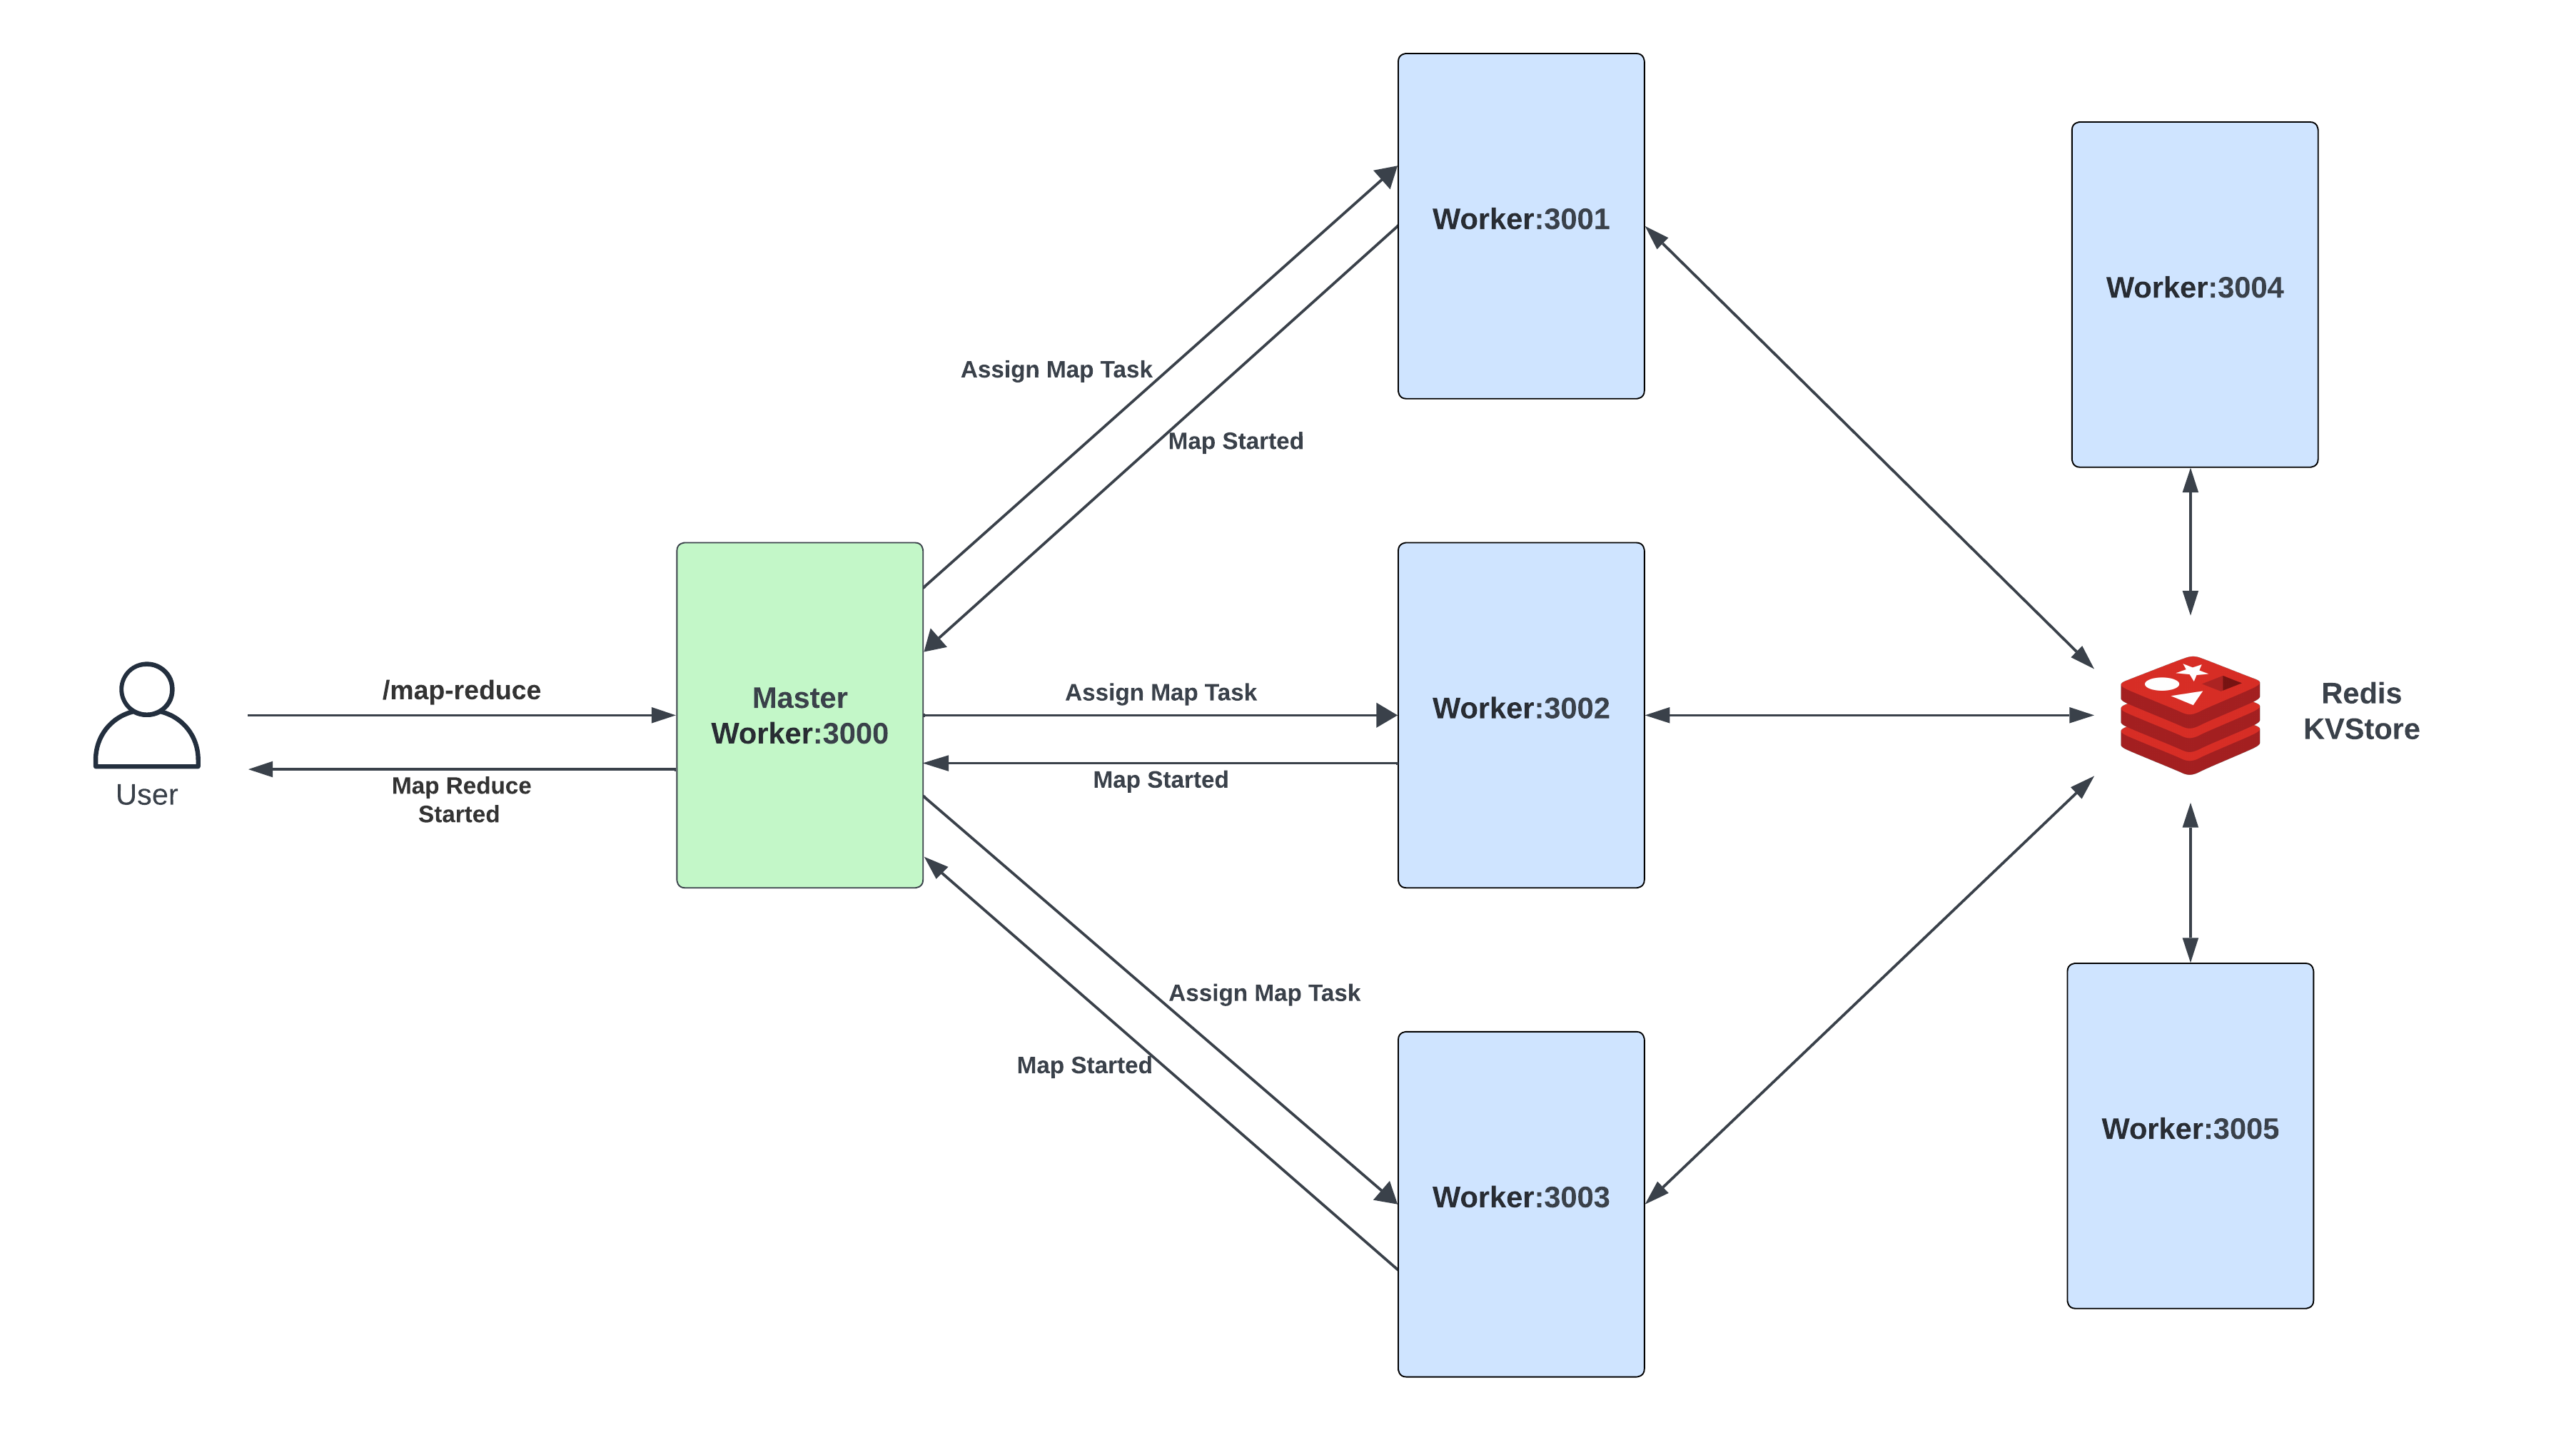 Worker:3001
Worker:3004
Assign Map Task
Map Started
/map-reduce
Master
Worker:3000
Assign Map Task
Worker:3002
Redis
KVStore
User
Map Reduce
Started
Map Started
Assign Map Task
Map Started
Worker:3003
Worker:3005